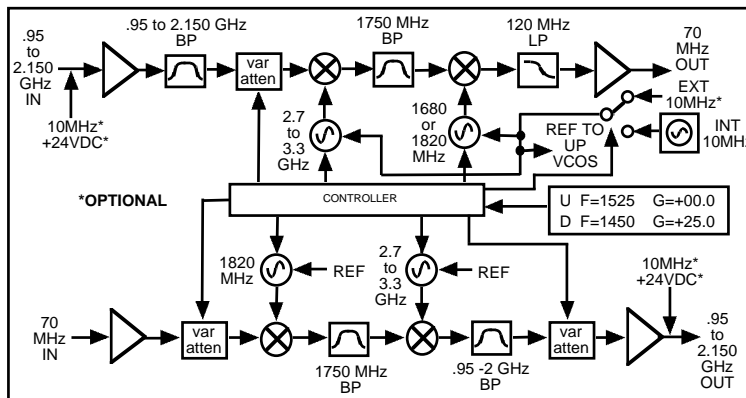 .95
to
2.150
GHz
IN
10MHz*
+24VDC*
.95 to 2.150 GHz
BP
var
atten
1750 MHz
BP
120 MHz
LP
70
MHz
OUT
EXT
10MHz*
INT
10MHz
2.7
to
3.3
GHz
1680
or
1820
MHz
REF TO
UP
VCOS
*OPTIONAL
CONTROLLER
U F=1525 G=+00.0
D F=1450 G=+25.0
1820
MHz
REF
2.7
to
3.3
GHz
REF
10MHz*
+24VDC*
70
MHz
IN
var
atten
1750 MHz
BP
.95 -2 GHz
BP
var
atten
.95
to
2.150
GHz
OUT